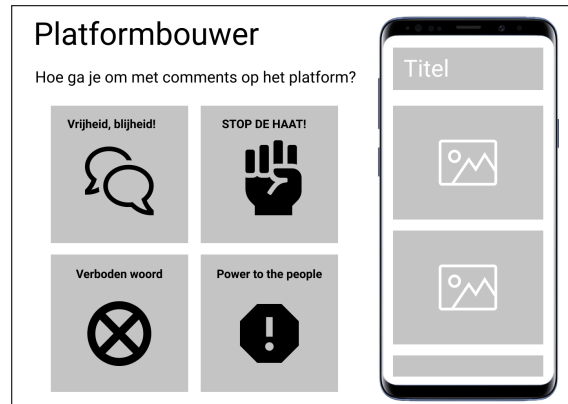 Platformbouwer
Hoe ga je om met comments op het platform?
Vrijheid, blijheid!
STOP DE HAAT!
Verboden woord
Power to the people
Titel